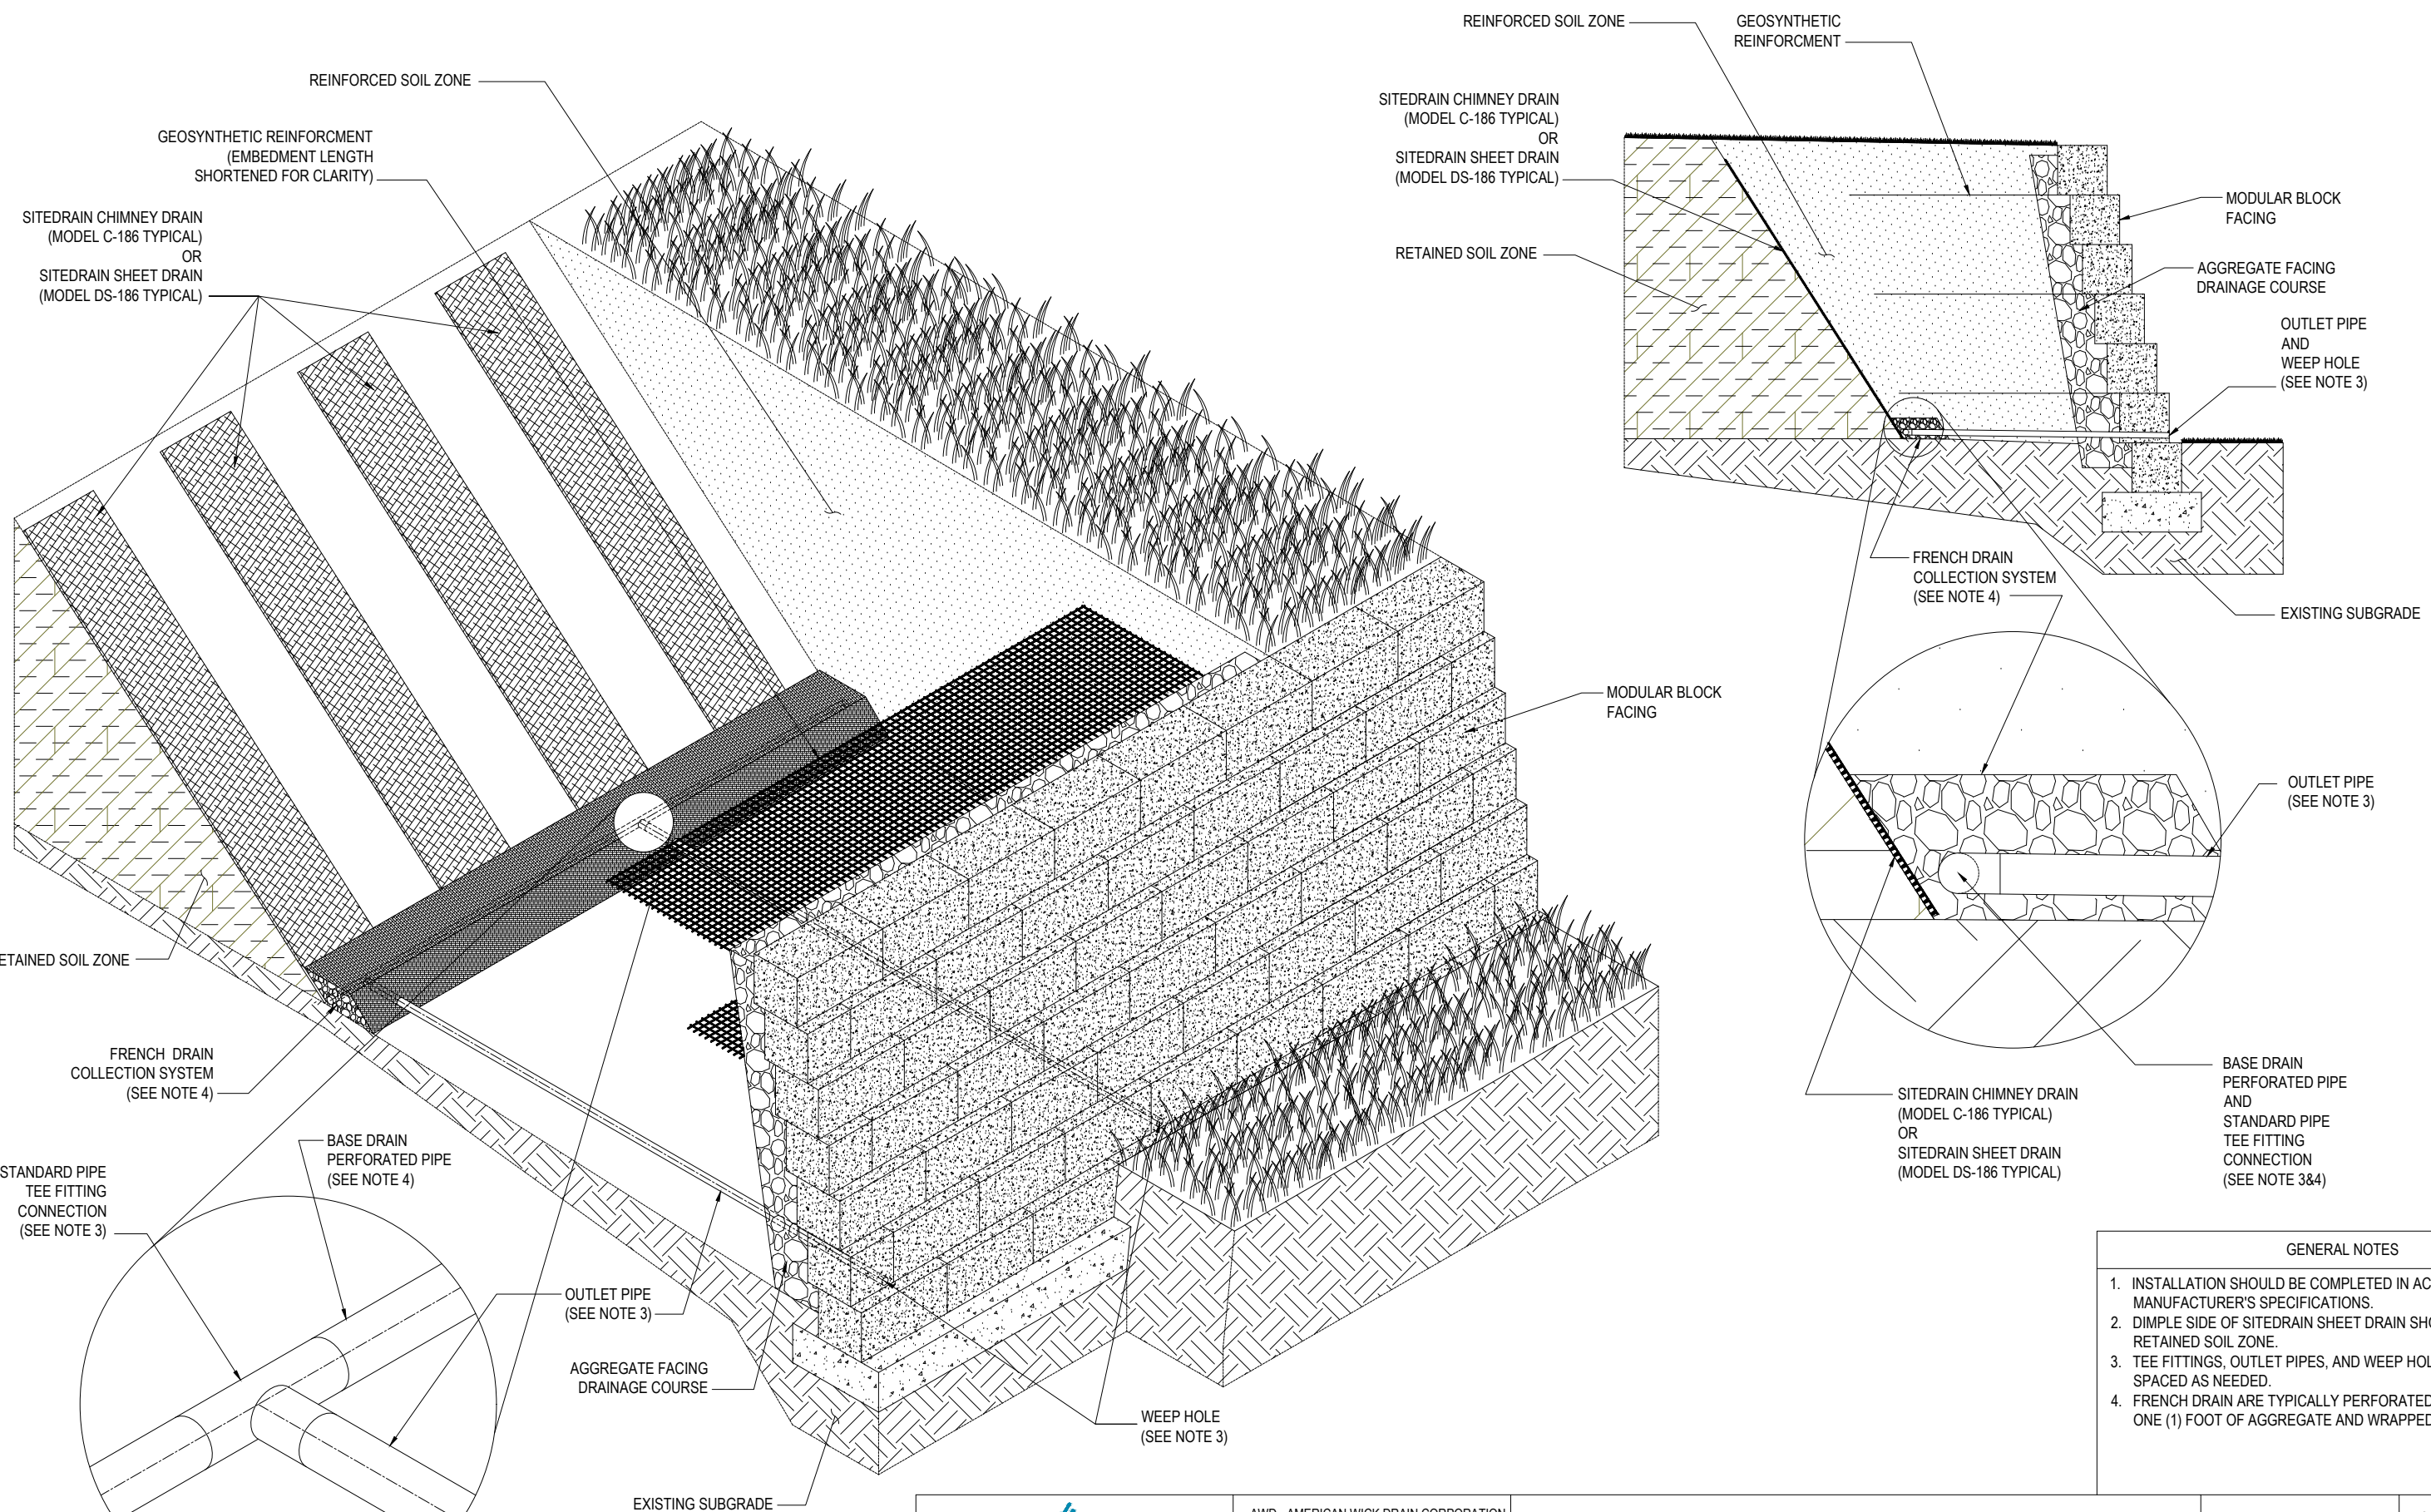 REINFORCED SOIL ZONE
GEOSYNTHETIC REINFORCMENT
(EMBEDMENT LENGTH
SHORTENED FOR CLARITY)
SITEDRAIN CHIMNEY DRAIN
(MODEL C-186 TYPICAL)
OR
SITEDRAIN SHEET DRAIN
(MODEL DS-186 TYPICAL)
ETAINED SOIL ZONE
FRENCH DRAIN
COLLECTION SYSTEM
(SEE NOTE 4)
STANDARD PIPE
TEE FITTING
CONNECTION
(SEE NOTE 3)
BASE DRAIN
PERFORATED PIPE
(SEE NOTE 4)
OUTLET PIPE
(SEE NOTE 3)
AGGREGATE FACING
DRAINAGE COURSE
EXISTING SUBGRADE
WEEP HOLE
(SEE NOTE 3)
MODULAR BLOCK
FACING
REINFORCED SOIL ZONE
GEOSYNTHETIC
REINFORCMENT
SITEDRAIN CHIMNEY DRAIN
(MODEL C-186 TYPICAL)
OR
SITEDRAIN SHEET DRAIN
(MODEL DS-186 TYPICAL)
RETAINED SOIL ZONE
MODULAR BLOCK
FACING
AGGREGATE FACING
DRAINAGE COURSE
OUTLET PIPE
AND
WEEP HOLE
(SEE NOTE 3)
FRENCH DRAIN
COLLECTION SYSTEM
(SEE NOTE 4)
EXISTING SUBGRADE
OUTLET PIPE
(SEE NOTE 3)
SITEDRAIN CHIMNEY DRAIN
(MODEL C-186 TYPICAL)
OR
SITEDRAIN SHEET DRAIN
(MODEL DS-186 TYPICAL)
BASE DRAIN
PERFORATED PIPE
AND
STANDARD PIPE
TEE FITTING
CONNECTION
(SEE NOTE 3&4)
GENERAL NOTES
1. INSTALLATION SHOULD BE COMPLETED IN AC
MANUFACTURER'S SPECIFICATIONS.
2. DIMPLE SIDE OF SITEDRAIN SHEET DRAIN SH
RETAINED SOIL ZONE.
3. TEE FITTINGS, OUTLET PIPES, AND WEEP HOL
SPACED AS NEEDED.
4. FRENCH DRAIN ARE TYPICALLY PERFORATED
ONE (1) FOOT OF AGGREGATE AND WRAPPED
AWD - AMERICAN WICK DRAIN CORPORATION